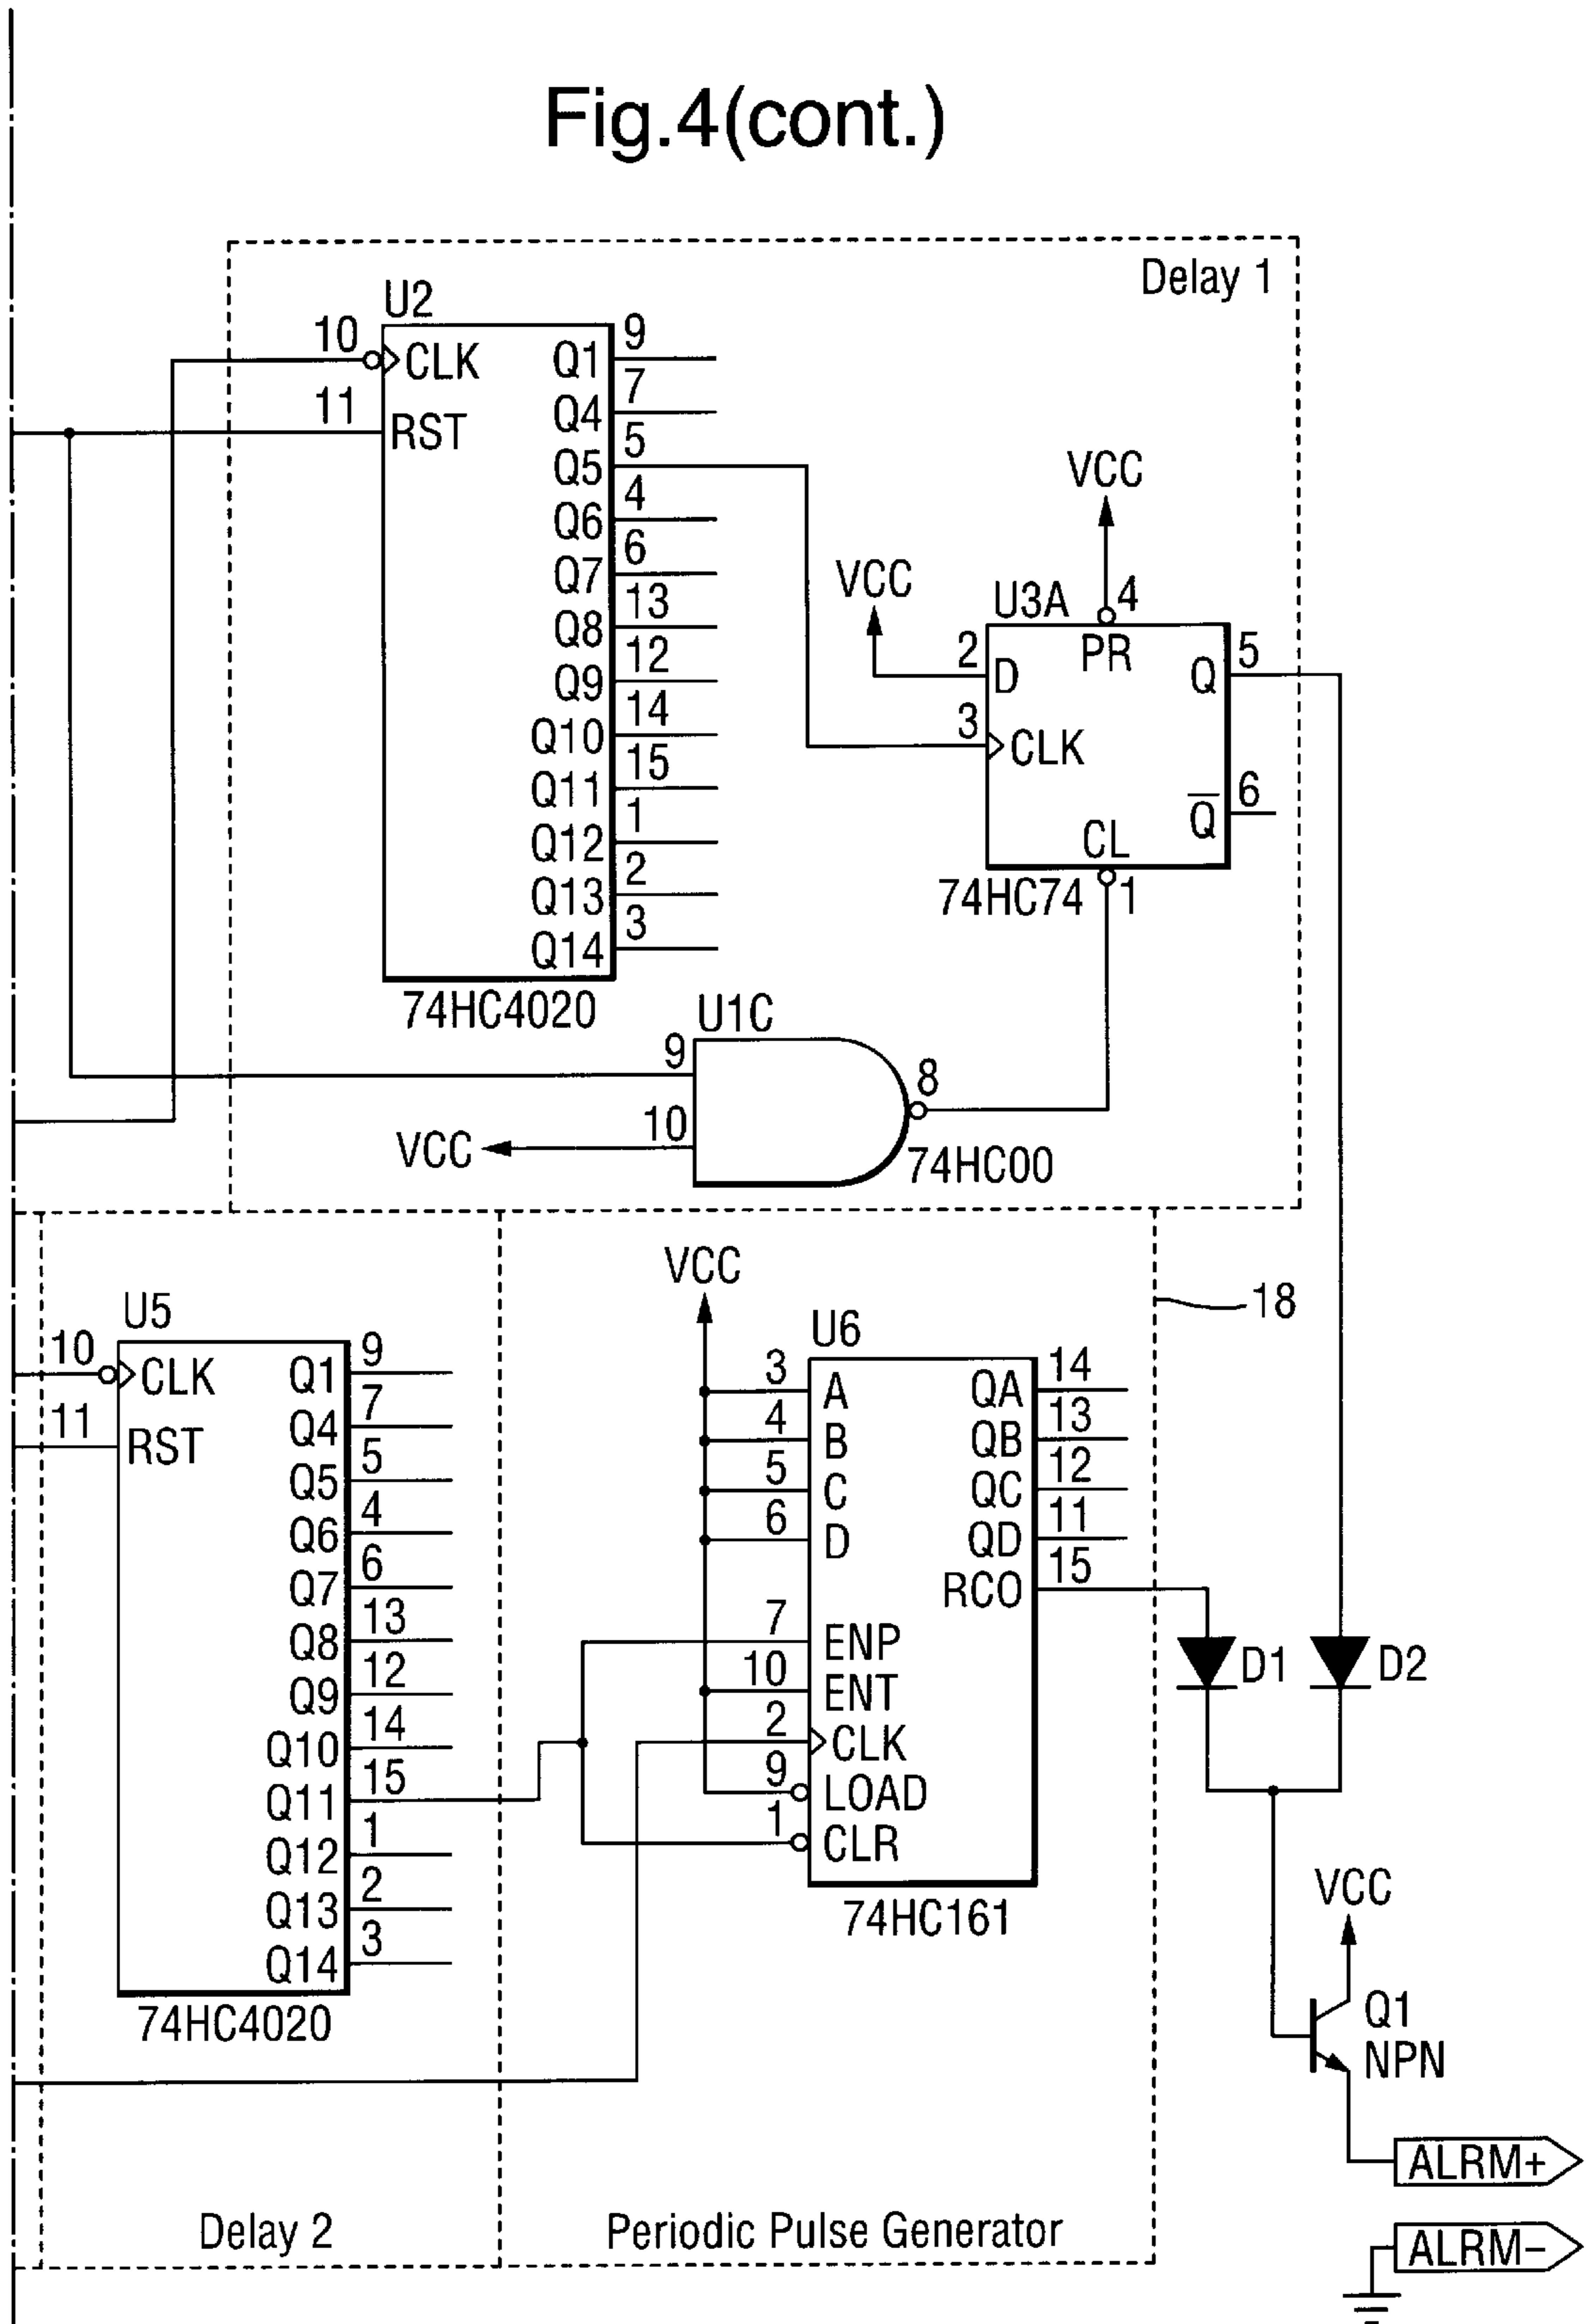 Fig.4(cont.)
Delay 1
U2
10
CLK
11
RST
Q1
9
Q4
7
Q5
5
Q6
4
Q7
6
Q8
13
Q9
12
Q10
14
Q11
15
Q12
1
Q13
2
Q14
3
74HC4020
VCC
VCC
U3A
4
PR
2
D
3
CLK
Q
5
Q̅
6
CL
74HC74
1
U1C
9
10
VCC
8
74HC00
U5
10
CLK
11
RST
Q1
9
Q4
7
Q5
5
Q6
4
Q7
6
Q8
13
Q9
12
Q10
14
Q11
15
Q12
1
Q13
2
Q14
3
74HC4020
Delay 2
VCC
18
U6
3
A
4
B
5
C
6
D
7
ENP
10
ENT
2
CLK
9
LOAD
1
CLR
QA
14
QB
13
QC
12
QD
11
RCO
15
74HC161
Periodic Pulse Generator
D1
D2
VCC
Q1
NPN
ALRM+
ALRM−